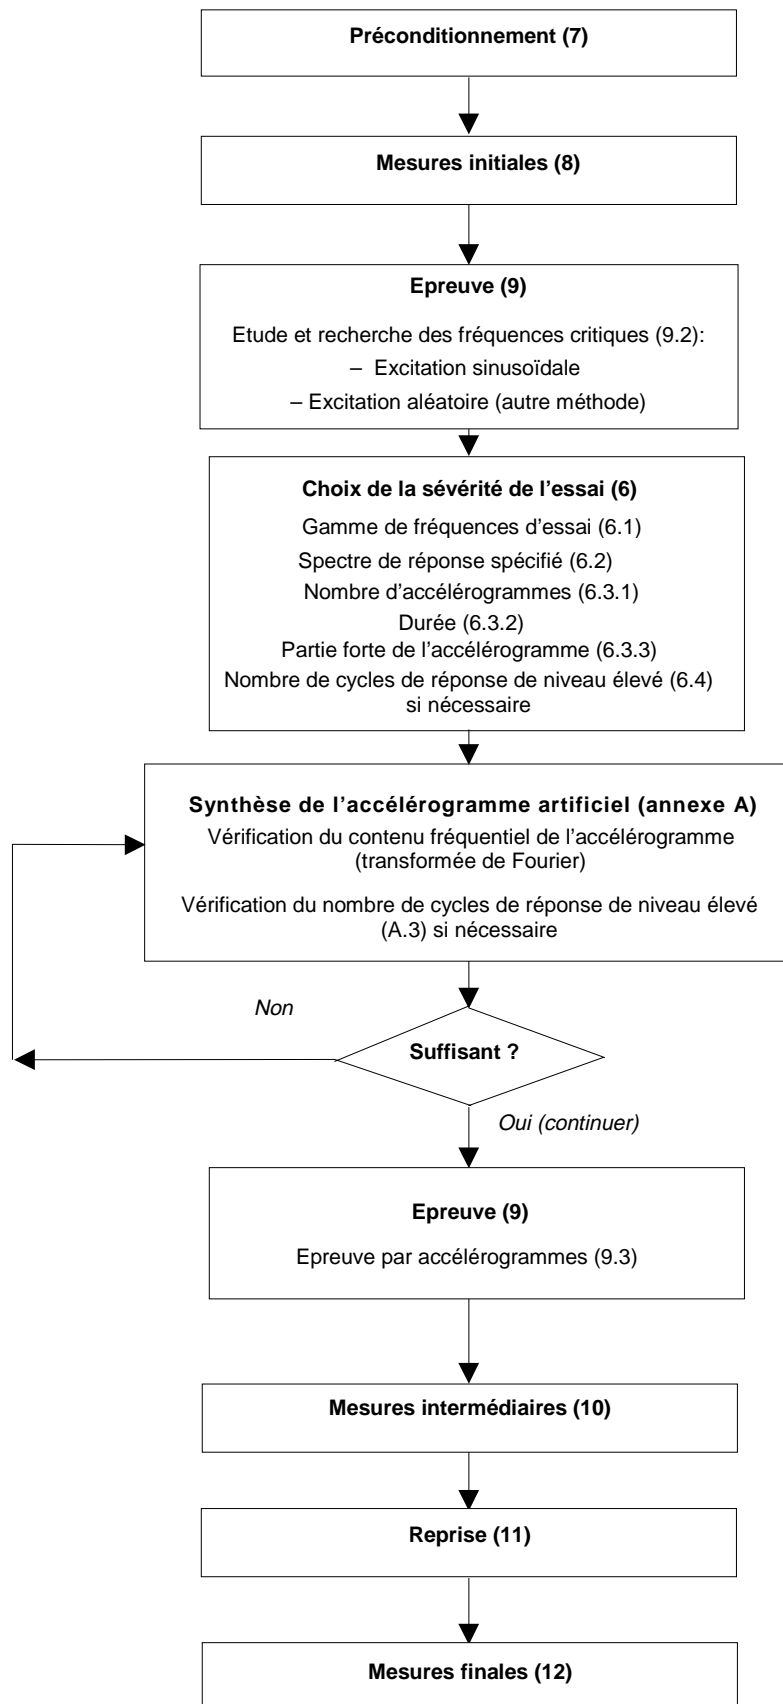 Préconditionnement (7)
Mesures initiales (8)
Epreuve (9)
Etude et recherche des fréquences critiques (9.2):
– Excitation sinusoïdale
– Excitation aléatoire (autre méthode)
Choix de la sévérité de l'essai (6)
Gamme de fréquences d'essai (6.1)
Spectre de réponse spécifié (6.2)
Nombre d'accélérogrammes (6.3.1)
Durée (6.3.2)
Partie forte de l'accélérogramme (6.3.3)
Nombre de cycles de réponse de niveau élevé (6.4)
si nécessaire
Synthèse de l'accélérogramme artificiel (annexe A)
Vérification du contenu fréquentiel de l'accélérogramme
(transformée de Fourier)
Vérification du nombre de cycles de réponse de niveau élevé
(A.3) si nécessaire
Non
Suffisant ?
Oui (continuer)
Epreuve (9)
Epreuve par accélérogrammes (9.3)
Mesures intermédiaires (10)
Reprise (11)
Mesures finales (12)